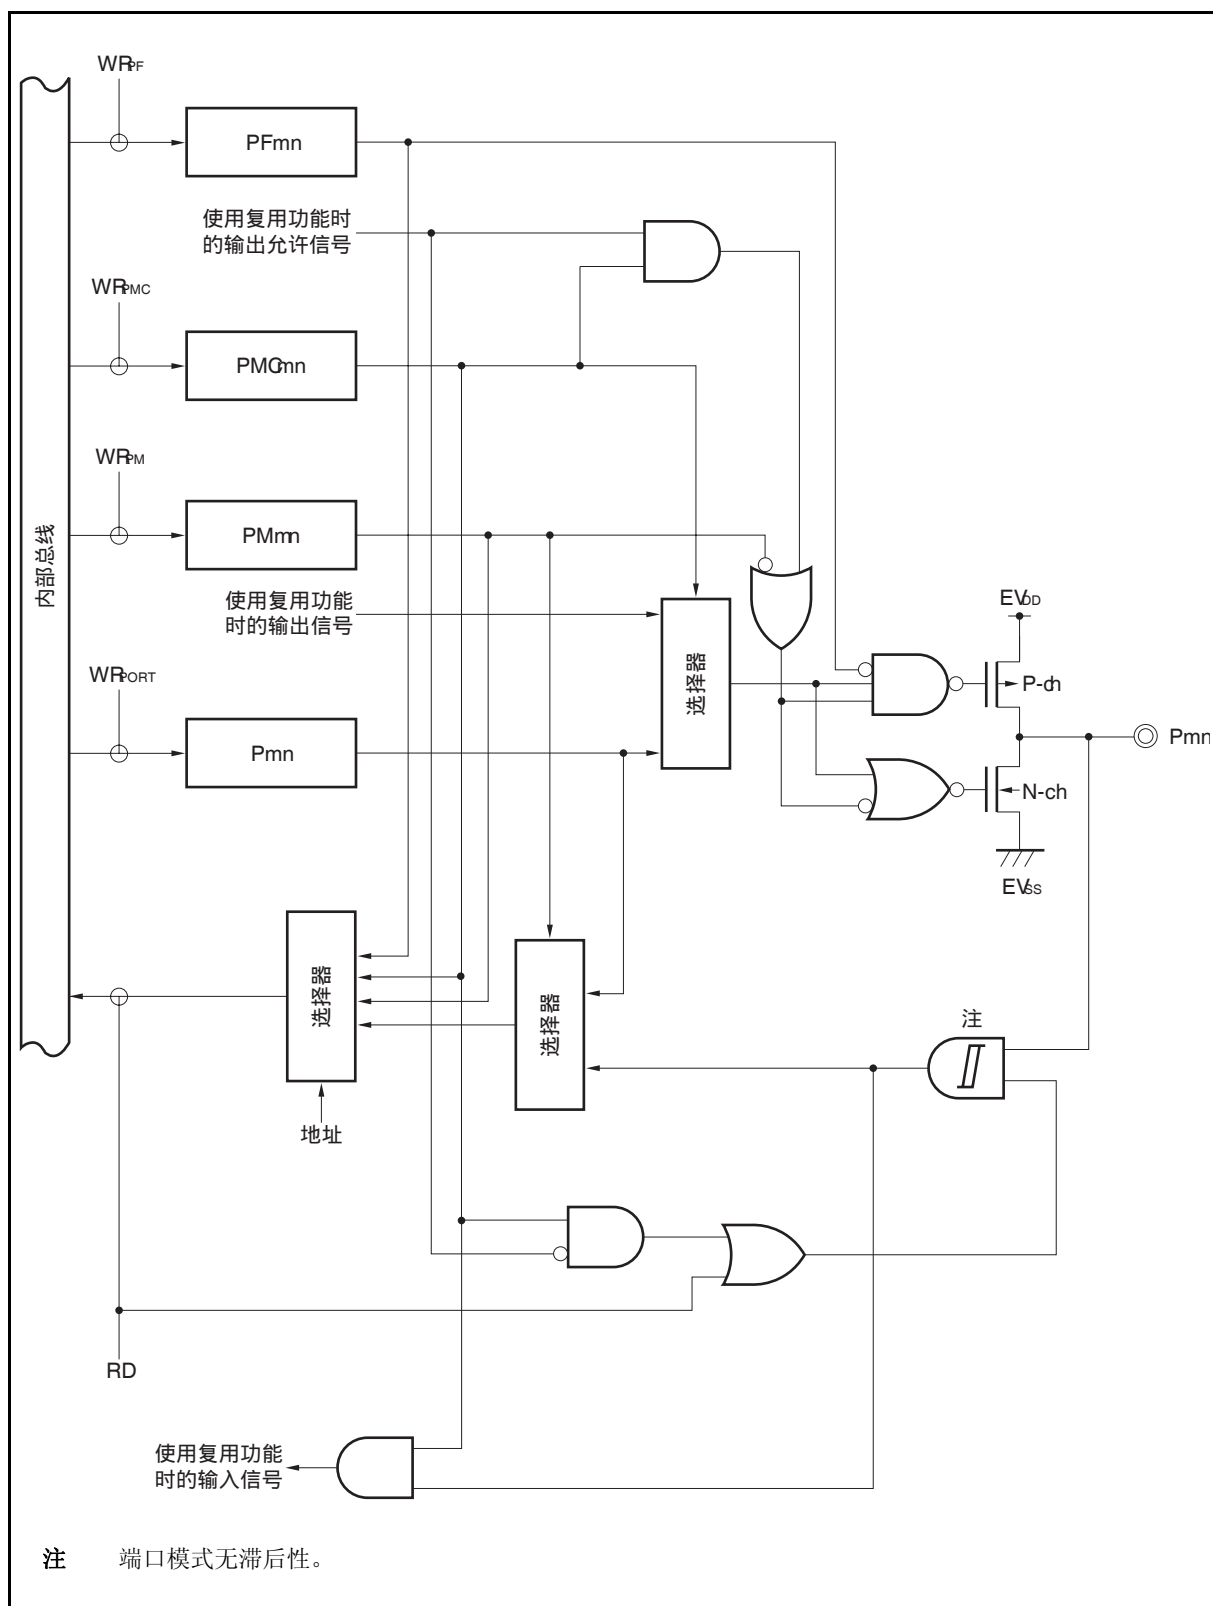 WRPF
PFmn
使用复用功能时
的输出允许信号
WRPMC
PMCmn
WRPM
PMmn
内部总线
使用复用功能
时的输出信号
选择器
EVDD
P-ch
WRPORT
Pmn
Pmn
N-ch
EVSS
选择器
选择器
注
地址
RD
使用复用功能
时的输入信号
注 端口模式无滞后性。